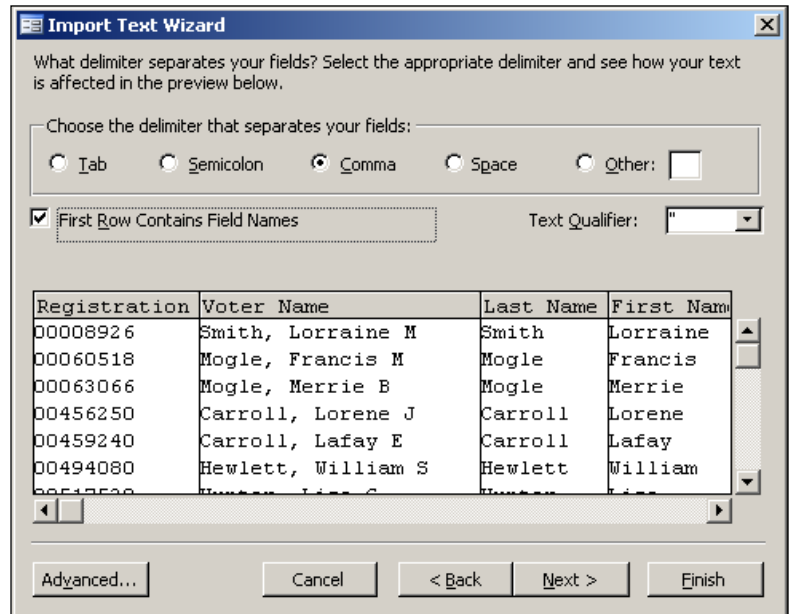 Import Text Wizard
What delimiter separates your fields? Select the appropriate delimiter and see how your text
is affected in the preview below.
Choose the delimiter that separates your fields:
Tab Semicolon Comma Space Other:
First Row Contains Field Names Text Qualifier: "
Registration Voter Name Last Name First Nam
00008926 Smith, Lorraine M Smith Lorraine
00060518 Mogle, Francis M Mogle Francis
00063066 Mogle, Merrie B Mogle Merrie
00456250 Carroll, Lorene J Carroll Lorene
00459240 Carroll, Lafay E Carroll Lafay
00494080 Hewlett, William S Hewlett William
Advanced... Cancel < Back Next > Finish